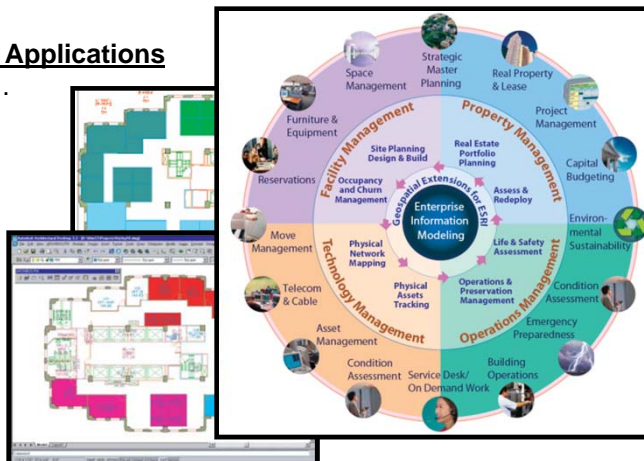 Applications
.
Strategic
Master
Planning
Real Property
& Lease
Project
Management
Capital
Budgeting
Environ-
mental
Sustainability
Condition
Assessment
Emergency
Preparedness
Building
Operations
Service Desk/
On Demand Work
Condition
Assessment
Asset
Management
Telecom
& Cable
Move
Management
Reservations
Furniture &
Equipment
Space
Management
Facility Management
Property Management
Operations Management
Technology Management
Site Planning
Design & Build
Real Estate
Portfolio
Planning
Assess &
Redeploy
Life & Safety
Assessment
Operations &
Preservation
Management
Physical
Assets
Tracking
Physical
Network
Mapping
Occupancy
and Churn
Management
Geospatial Extensions for ESRI
Enterprise
Information
Modeling